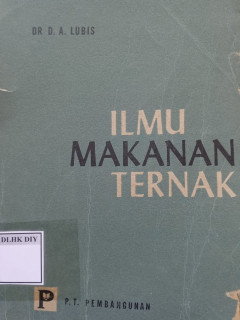 DR D. A. LUBIS
ILMU
MAKANAN
TERNAK
DLHK DIY
P P.T. PEMBANGUNAN